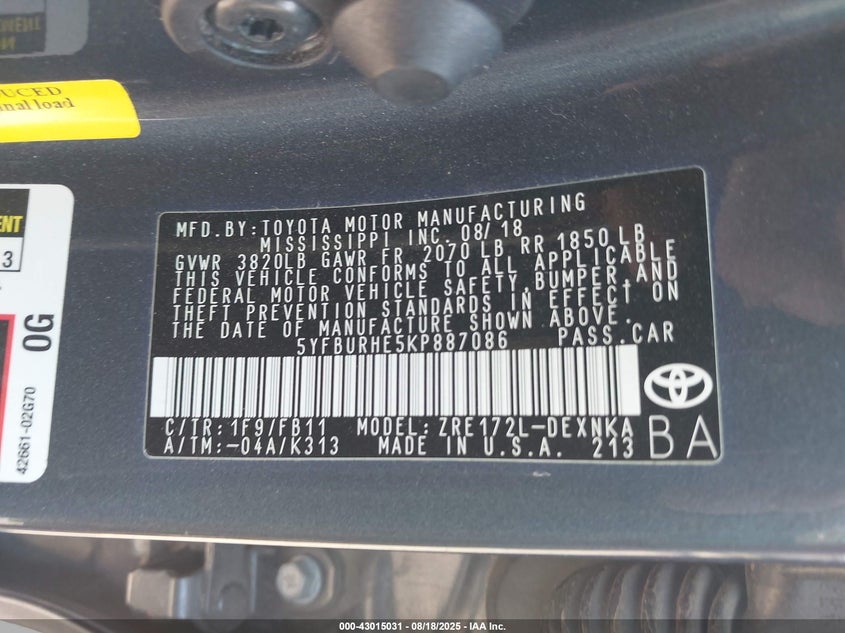 UCED
nal load
ENT
3
0G
42661-02G70
MFD.BY:TOYOTA MOTOR MANUFACTURING
MISSISSIPPI INC. 08/18
GVWR 3820LB GAWR FR 2070 LB RR 1850LB
THIS VEHICLE CONFORMS TO ALL APPLICABLE
FEDERAL MOTOR VEHICLE SAFETY,BUMPER,AND
THEFT PREVENTION STANDARDS IN EFFECT ON
THE DATE OF MANUFACTURE SHOWN ABOVE.
5YFBURHE5KP887086 PASS.CAR
C/TR:1F9/FB11 MODEL:ZRE172L-DEXNKA
A/TM:-04A/K313 MADE IN U.S.A. 213
BA
000-43015031 - 08/18/2025 - IAA Inc.